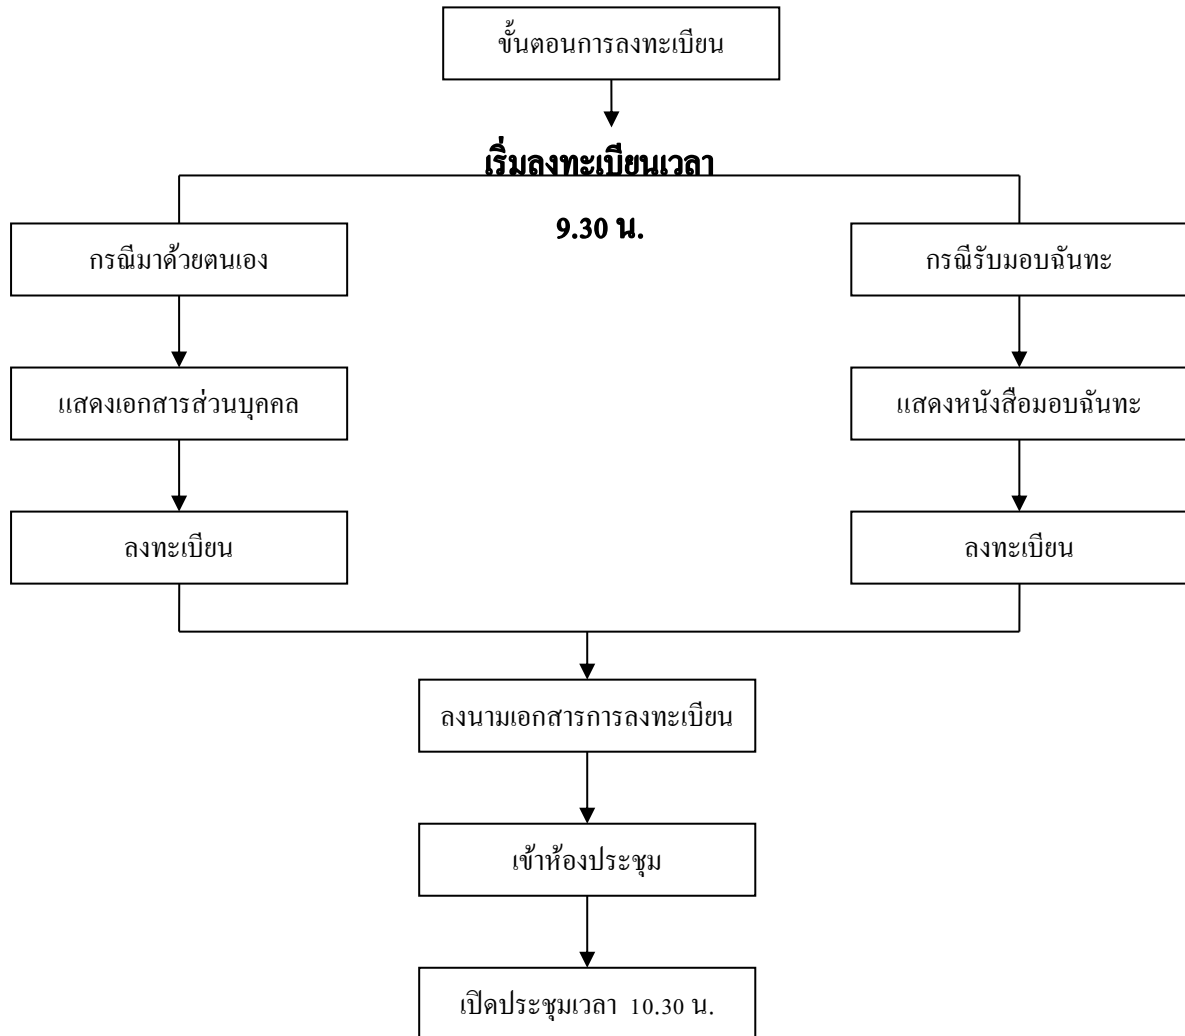 ขั้นตอนการลงทะเบียน
เริ่มลงทะเบียนเวลา
9.30 น.
กรณีมาด้วยตนเอง
กรณีรับมอบฉันทะ
แสดงเอกสารส่วนบุคคล
แสดงหนังสือมอบฉันทะ
ลงทะเบียน
ลงทะเบียน
ลงนามเอกสารการลงทะเบียน
เข้าห้องประชุม
เปิดประชุมเวลา 10.30 น.